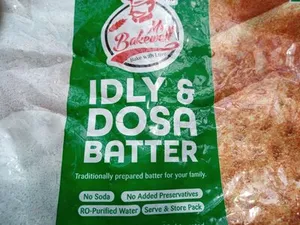 Mr
Bakewell
IDLY &
DOSA
BATTER
Traditionally prepared batter for your family.
No Soda
No Added Preservatives
RO-Purified Water
Serve & Store Pack